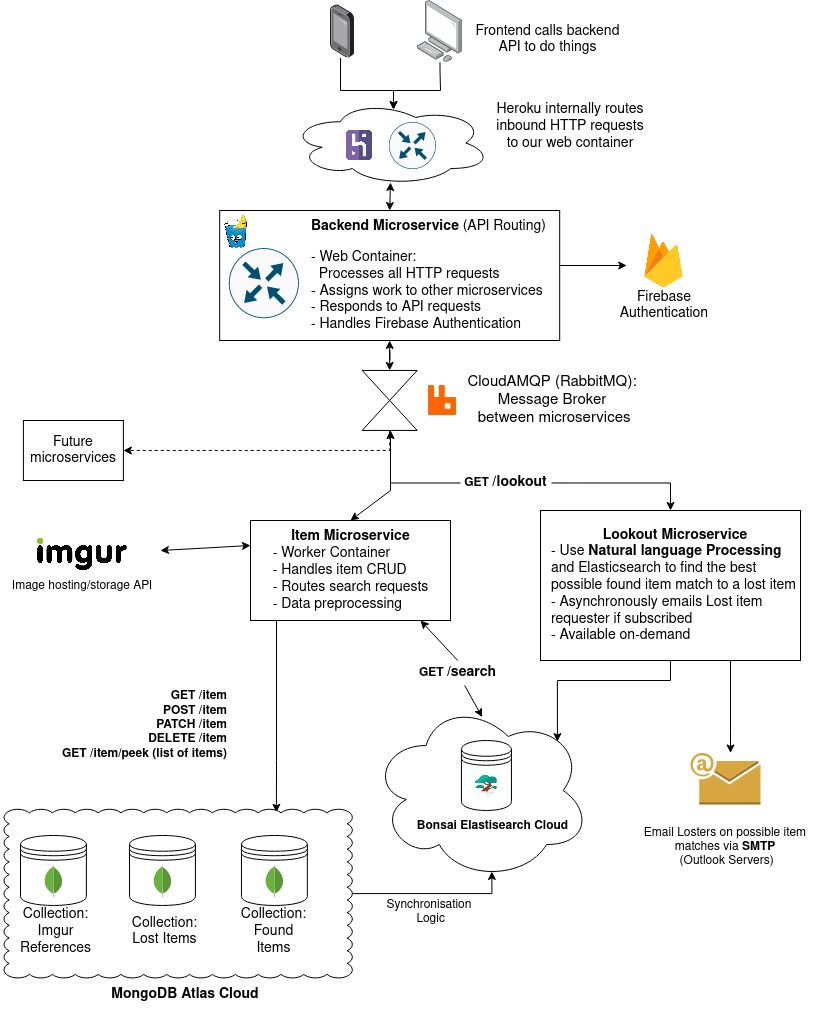 Frontend calls backend
API to do things
Heroku internally routes
inbound HTTP requests
to our web container
Backend Microservice (API Routing)
- Web Container:
Processes all HTTP requests
- Assigns work to other microservices
- Responds to API requests
- Handles Firebase Authentication
Firebase
Authentication
CloudAMQP (RabbitMQ):
Message Broker
between microservices
Future
microservices
GET /lookout
imgur
Image hosting/storage API
Item Microservice
- Worker Container
- Handles item CRUD
- Routes search requests
- Data preprocessing
Lookout Microservice
- Use Natural language Processing
and Elasticsearch to find the best
possible found item match to a lost item
- Asynchronously emails Lost item
requester if subscribed
- Available on-demand
GET /search
GET /item
POST /item
PATCH /item
DELETE /item
GET /item/peek (list of items)
Bonsai Elastisearch Cloud
@
Email Losters on possible item
matches via SMTP
(Outlook Servers)
Collection:
Imgur
References
Collection:
Lost Items
Collection:
Found
Items
Synchronisation
Logic
MongoDB Atlas Cloud